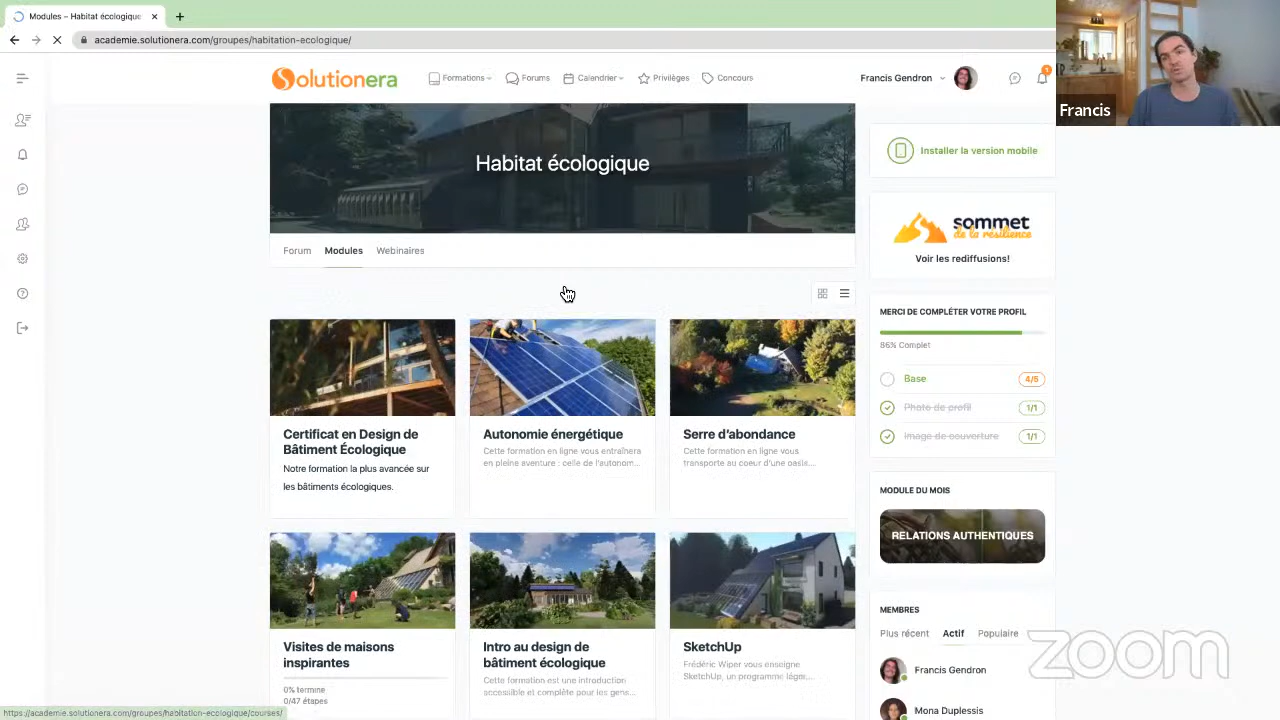 Modules – Habitat écologique
academie.solutionera.com/groupes/habitation-ecologique/
Solutionera
Formations
Forums
Calendrier
Privilèges
Concours
Francis Gendron
1
Francis
Habitat écologique
Forum
Modules
Webinaires
Certificat en Design de
Bâtiment Écologique
Notre formation la plus avancée sur
les bâtiments écologiques.
Autonomie énergétique
Cette formation en ligne vous entraînera
en pleine aventure : celle de l'autonom...
Serre d'abondance
Cette formation en ligne vous
transporte au coeur d'une oasis....
Visites de maisons
inspirantes
0% terminé
0/47 étapes
Intro au design de
bâtiment écologique
Cette formation est une introduction
accessible et complète pour les gens...
SketchUp
Frédéric Wiper vous enseigne
SketchUp, un programme léger...
Installer la version mobile
sommet
de la résilience
Voir les rediffusions!
MERCI DE COMPLÉTER VOTRE PROFIL
86% Complet
Base
4/5
Photo de profil
1/1
Image de couverture
1/1
MODULE DU MOIS
RELATIONS AUTHENTIQUES
MEMBRES
Plus récent
Actif
Populaire
Francis Gendron
Mona Duplessis
zoom
https://academie.solutionera.com/groupes/habitation-ecologique/courses/